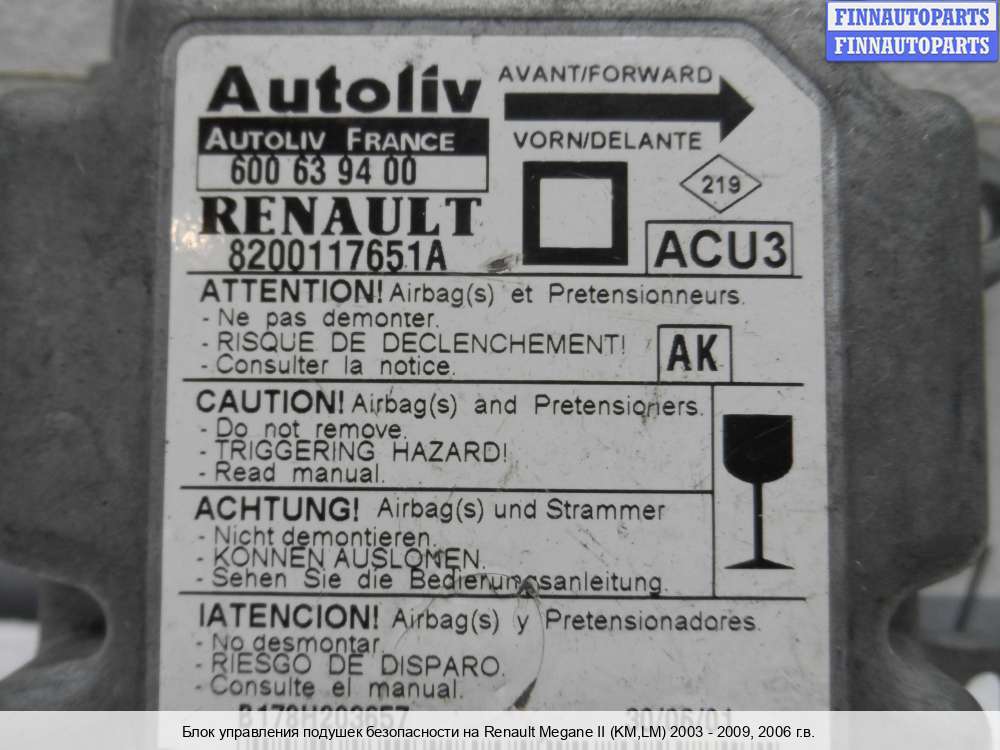 FINNAUTOPARTS
FINNAUTOPARTS
Autoliv
AUTOLIV FRANCE
600 63 94 00
RENAULT
8200117651A
AVANT/FORWARD
VORN/DELANTE
219
ACU3
ATTENTION! Airbag(s) et Pretensionneurs.
- Ne pas demonter.
- RISQUE DE DECLENCHEMENT!
- Consulter la notice.
AK
CAUTION! Airbag(s) and Pretensioners.
- Do not remove.
- TRIGGERING HAZARD!
- Read manual.
ACHTUNG! Airbag(s) und Strammer
- Nicht demontieren.
- KONNEN AUSLOMEN.
- Sehen Sie die Bedienungsanleitung.
IATENCION! Airbag(s) y Pretensionadores.
- No desmontar.
- RIESGO DE DISPARO.
- Consulte el manual.
Блок управления подушек безопасности на Renault Megane II (KM,LM) 2003 - 2009, 2006 г.в.